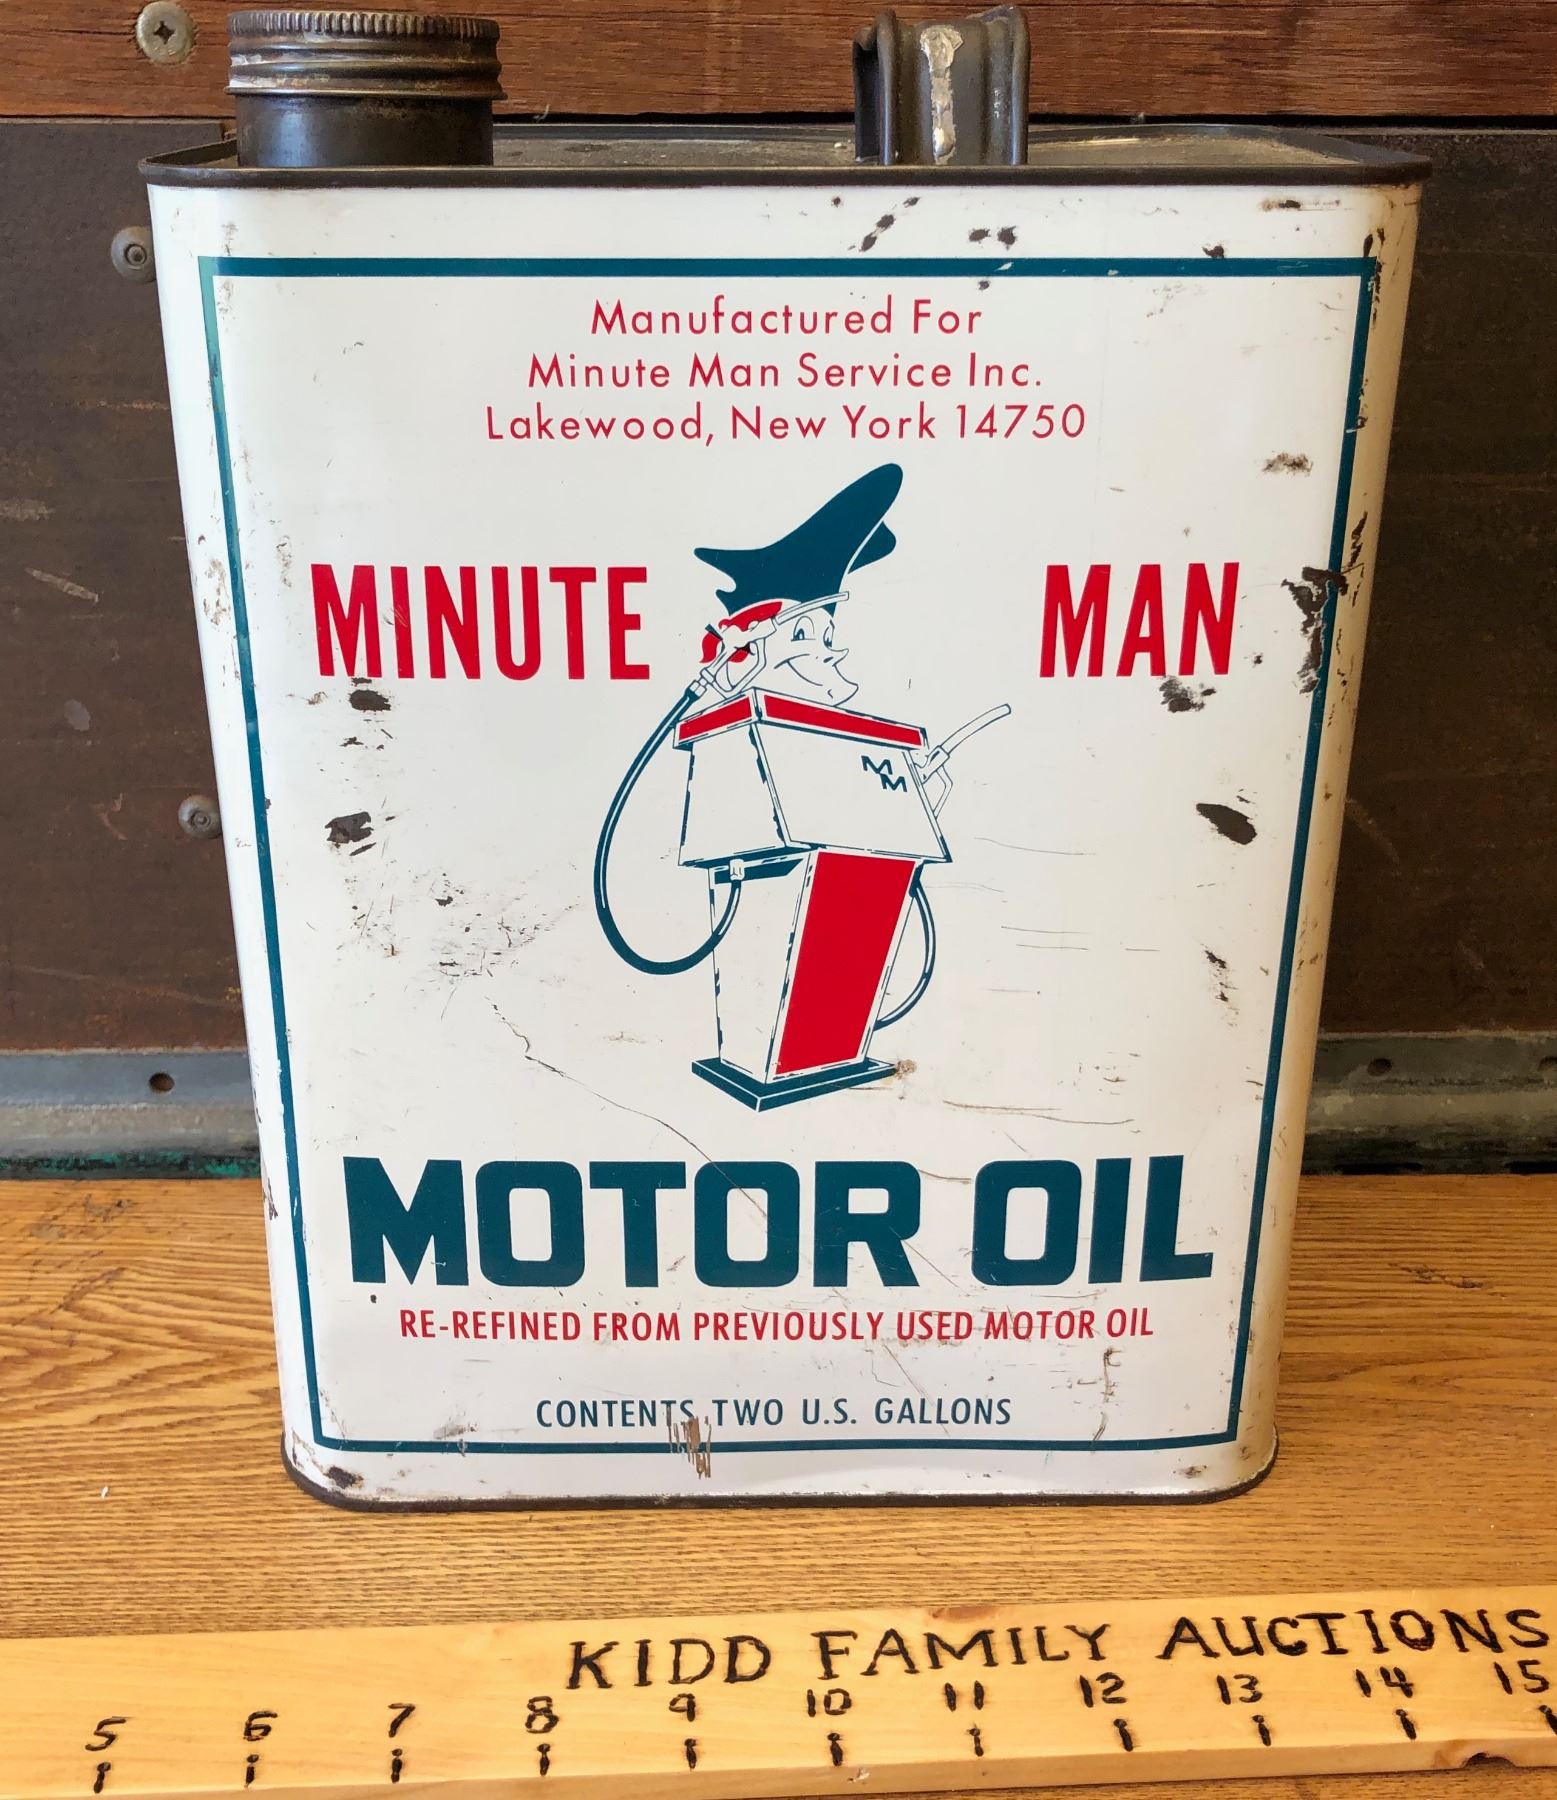 Manufactured For
Minute Man Service Inc.
Lakewood, New York 14750
MINUTE MAN
MM
MOTOR OIL
RE-REFINED FROM PREVIOUSLY USED MOTOR OIL
CONTENTS TWO U.S. GALLONS
KIDD FAMILY AUCTIONS
5 6 7 8 9 10 11 12 13 14 15